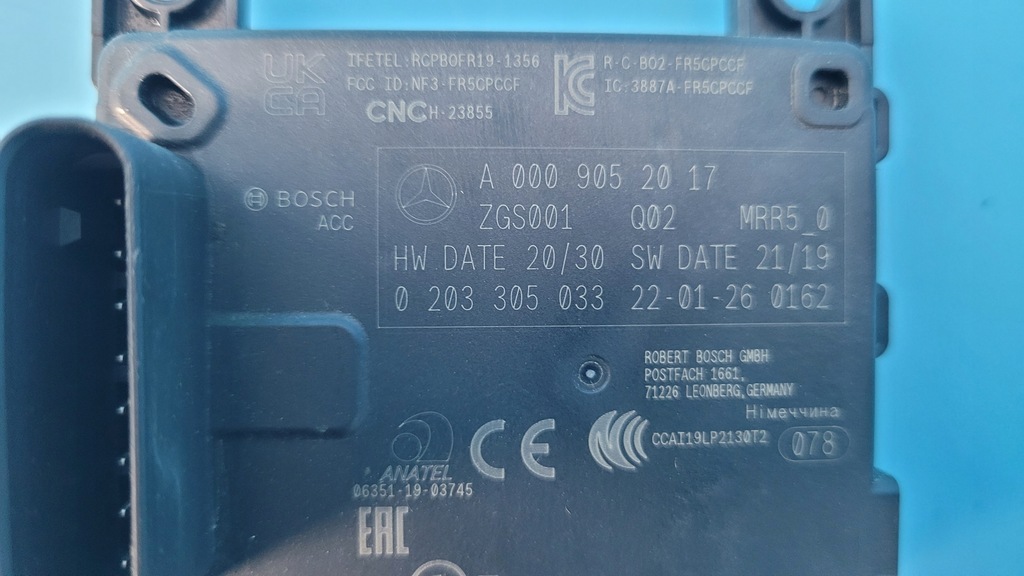 UK
CA
IFETEL: RCPBOFR19-1356
FCC ID: NF3-FR5CPCCF
CNC H-23855
R-C-BO2-FR5CPCCF
IC: 3887A-FR5CPCCF
BOSCH
ACC
A 000 905 20 17
ZGS001 Q02 MRR5_0
HW DATE 20/30 SW DATE 21/19
0 203 305 033 22-01-26 0162
ROBERT BOSCH GMBH
POSTFACH 1661,
71226 LEONBERG, GERMANY
Німеччина
CCAI19LP2130T2 078
ANATEL
06351-19-03745
CE
EAC